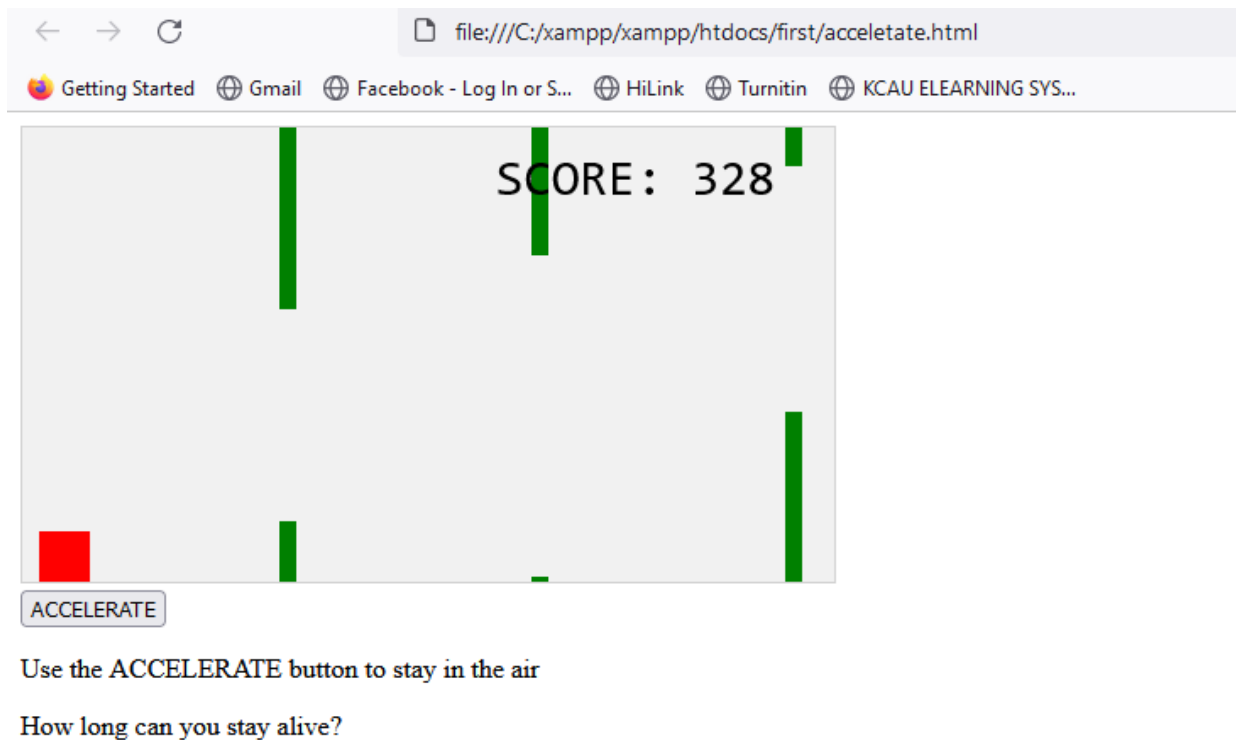 file:///C:/xampp/xampp/htdocs/first/acceletate.html
Getting Started Gmail Facebook - Log In or S... HiLink Turnitin KCAU ELEARNING SYS...
SCORE: 328
ACCELERATE
Use the ACCELERATE button to stay in the air
How long can you stay alive?